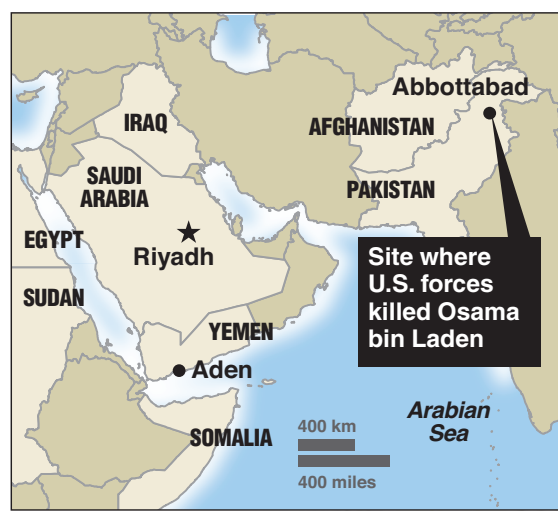 Abbottabad
IRAQ
AFGHANISTAN
SAUDI
ARABIA
PAKISTAN
EGYPT
Riyadh
Site where
U.S. forces
killed Osama
bin Laden
SUDAN
YEMEN
Aden
Arabian
Sea
SOMALIA
400 km
400 miles